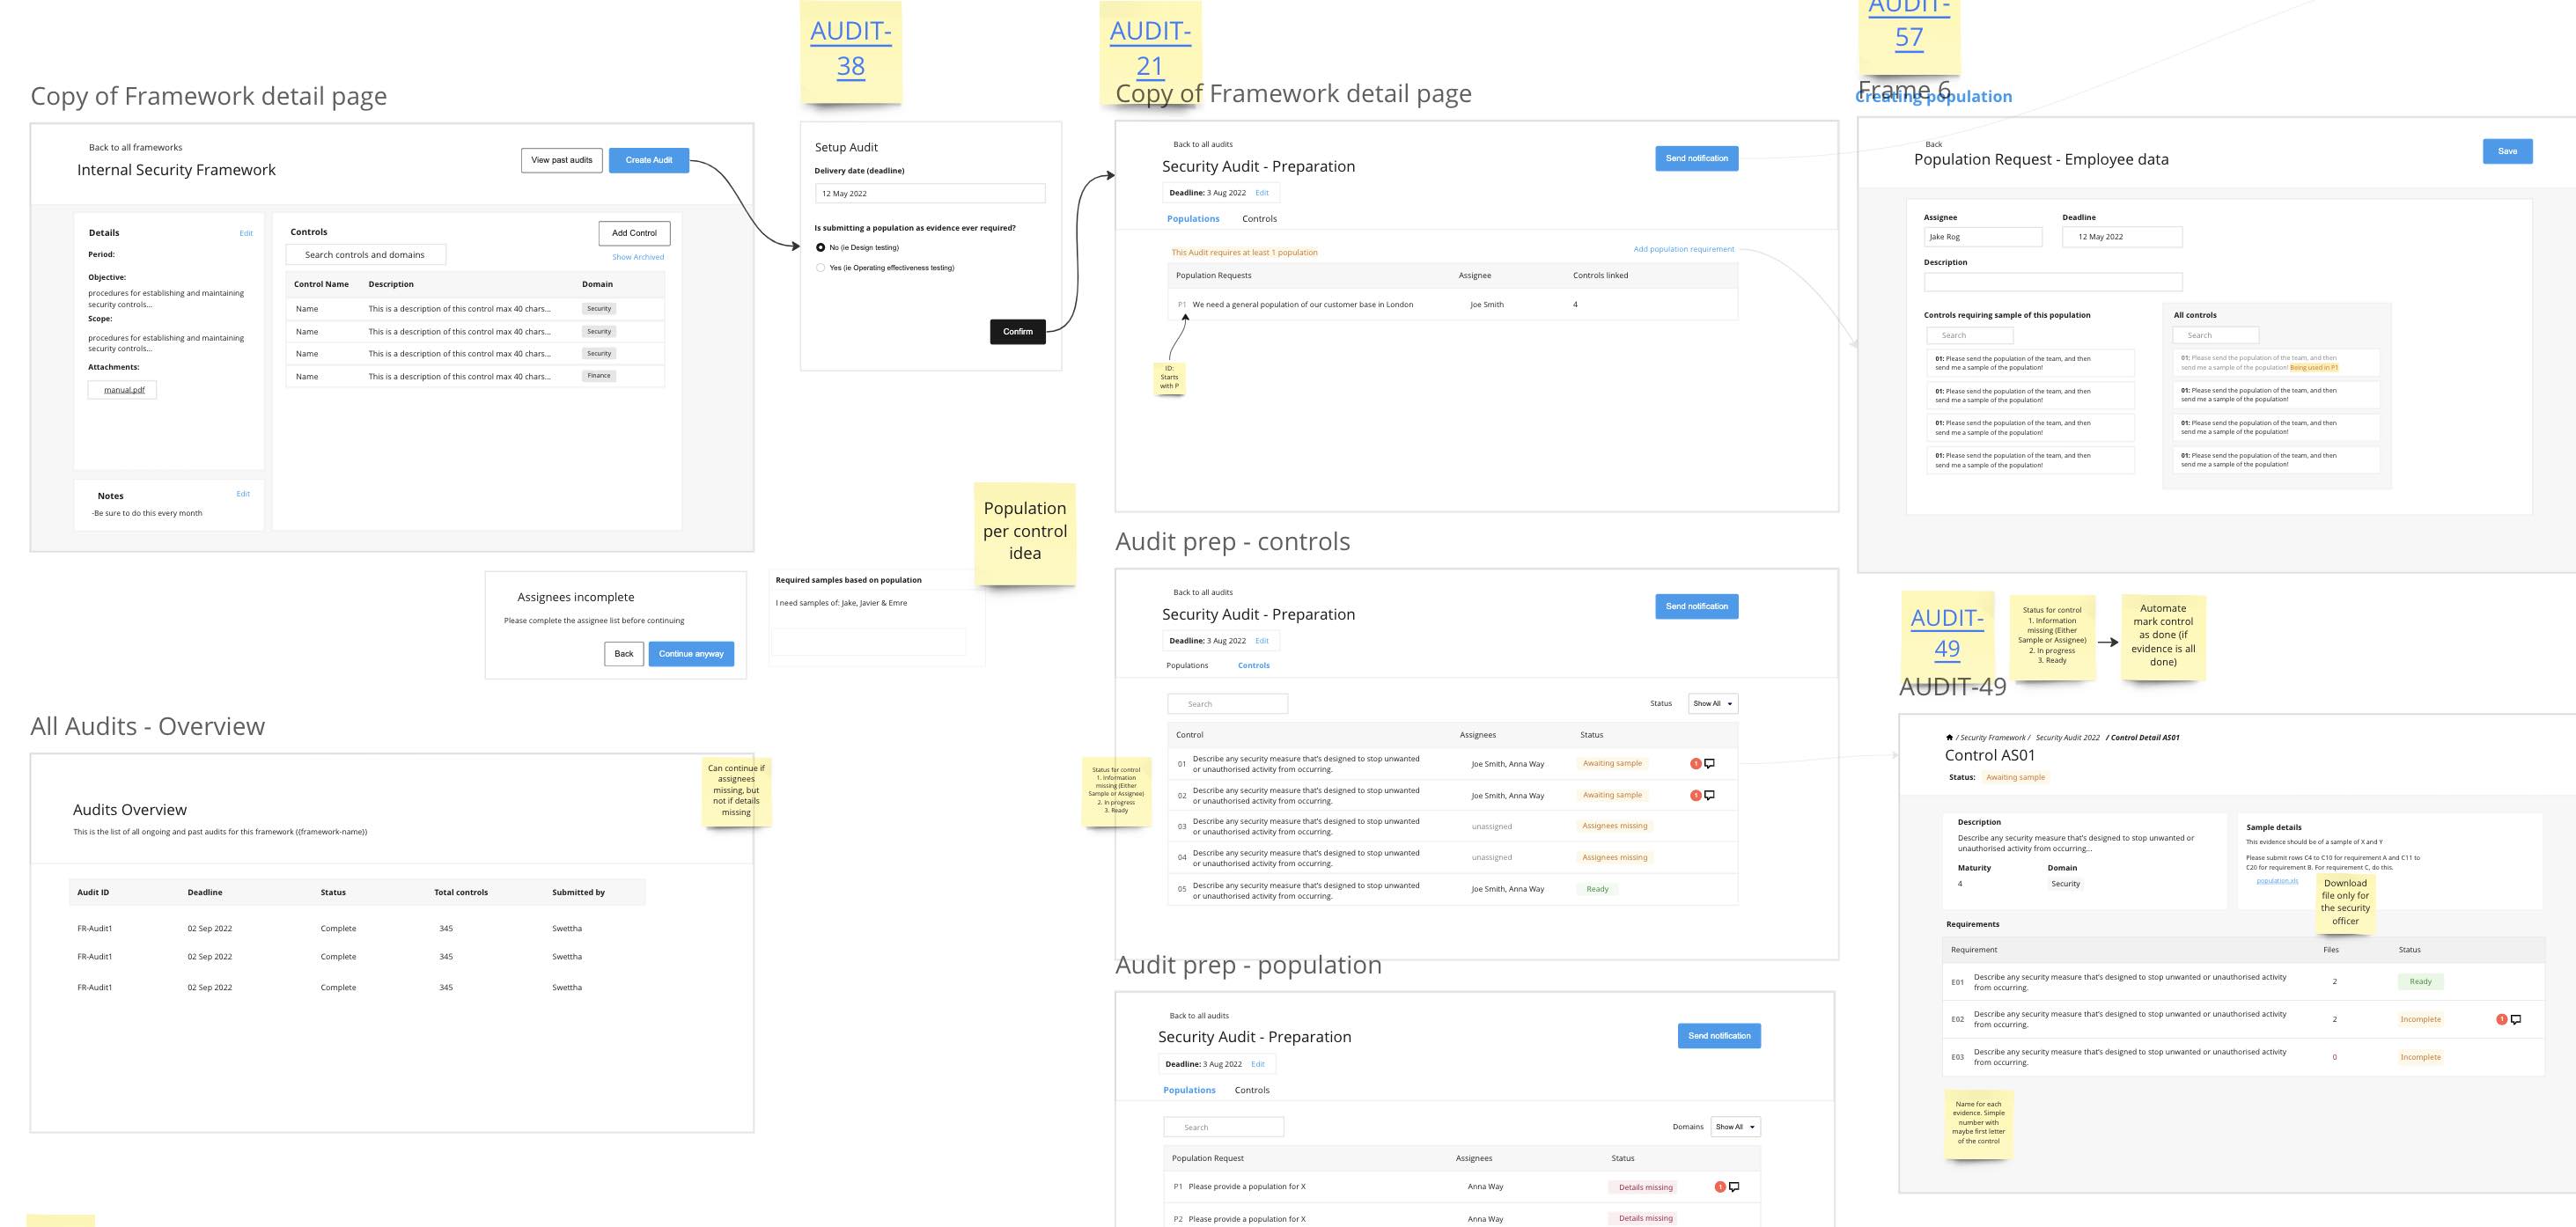 AUDIT-
38
AUDIT-
21
AUDIT-
57
Copy of Framework detail page
Back to all frameworks
Internal Security Framework
View past audits
Create Audit
Details
Edit
Period:
Objective:
procedures for establishing and maintaining
security controls...
Scope:
procedures for establishing and maintaining
security controls...
Attachments:
manual.pdf
Notes
Edit
-Be sure to do this every month
Controls
Add Control
Search controls and domains
Show Archived
Control Name Description Domain
Name This is a description of this control max 40 chars... Security
Name This is a description of this control max 40 chars... Security
Name This is a description of this control max 40 chars... Security
Name This is a description of this control max 40 chars... Finance
Setup Audit
Delivery date (deadline)
12 May 2022
Is submitting a population as evidence ever required?
No (ie Design testing)
Yes (ie Operating effectiveness testing)
Confirm
Copy of Framework detail page
Back to all audits
Security Audit - Preparation
Send notification
Deadline: 3 Aug 2022 Edit
Populations Controls
This Audit requires at least 1 population
Add population requirement
Population Requests Assignee Controls linked
P1 We need a general population of our customer base in London Joe Smith 4
ID:
Starts
with P
Frame 6
Creating population
Back
Population Request - Employee data
Save
Assignee
Jake Rog
Deadline
12 May 2022
Description
Controls requiring sample of this population
Search
01: Please send the population of the team, and then
send me a sample of the population!
01: Please send the population of the team, and then
send me a sample of the population!
01: Please send the population of the team, and then
send me a sample of the population!
01: Please send the population of the team, and then
send me a sample of the population!
All controls
Search
01: Please send the population of the team, and then
send me a sample of the population! Being used in P1
01: Please send the population of the team, and then
send me a sample of the population!
01: Please send the population of the team, and then
send me a sample of the population!
01: Please send the population of the team, and then
send me a sample of the population!
Population
per control
idea
Assignees incomplete
Please complete the assignee list before continuing
Back
Continue anyway
Required samples based on population
I need samples of: Jake, Javier & Emre
All Audits - Overview
Can continue if
assignees
missing, but
not if details
missing
Audits Overview
This is the list of all ongoing and past audits for this framework ({framework-name})
Audit ID Deadline Status Total controls Submitted by
FR-Audit1 02 Sep 2022 Complete 345 Swettha
FR-Audit1 02 Sep 2022 Complete 345 Swettha
FR-Audit1 02 Sep 2022 Complete 345 Swettha
Audit prep - controls
Back to all audits
Security Audit - Preparation
Send notification
Deadline: 3 Aug 2022 Edit
Populations Controls
Search
Status Show All
Control Assignees Status
01 Describe any security measure that's designed to stop unwanted
or unauthorised activity from occurring.
Joe Smith, Anna Way Awaiting sample 1
02 Describe any security measure that's designed to stop unwanted
or unauthorised activity from occurring.
Joe Smith, Anna Way Awaiting sample 1
03 Describe any security measure that's designed to stop unwanted
or unauthorised activity from occurring.
unassigned Assignees missing
04 Describe any security measure that's designed to stop unwanted
or unauthorised activity from occurring.
unassigned Assignees missing
05 Describe any security measure that's designed to stop unwanted
or unauthorised activity from occurring.
Joe Smith, Anna Way Ready
Status for control
1. Information
missing (Either
Sample or Assignee)
2. In progress
3. Ready
Audit prep - population
Back to all audits
Security Audit - Preparation
Send notification
Deadline: 3 Aug 2022 Edit
Populations Controls
Search
Domains Show All
Population Request Assignees Status
P1 Please provide a population for X Anna Way Details missing 1
P2 Please provide a population for X Anna Way Details missing
AUDIT-
49
Status for control
1. Information
missing (Either
Sample or Assignee)
2. In progress
3. Ready
Automate
mark control
as done (if
evidence is all
done)
AUDIT-49
/ Security Framework / Security Audit 2022 / Control Detail AS01
Control AS01
Status: Awaiting sample
Description
Describe any security measure that's designed to stop unwanted or
unauthorised activity from occurring...
Maturity Domain
4 Security
Sample details
This evidence should be of a sample of X and Y
Please submit rows C4 to C10 for requirement A and C11 to
C20 for requirement B. For requirement C, do this.
population.xls
Download
file only for
the security
officer
Requirements
Requirement Files Status
E01 Describe any security measure that's designed to stop unwanted or unauthorised activity
from occurring.
2 Ready
E02 Describe any security measure that's designed to stop unwanted or unauthorised activity
from occurring.
2 Incomplete 1
E03 Describe any security measure that's designed to stop unwanted or unauthorised activity
from occurring.
0 Incomplete
Name for each
evidence. Simple
number with
maybe first letter
of the control